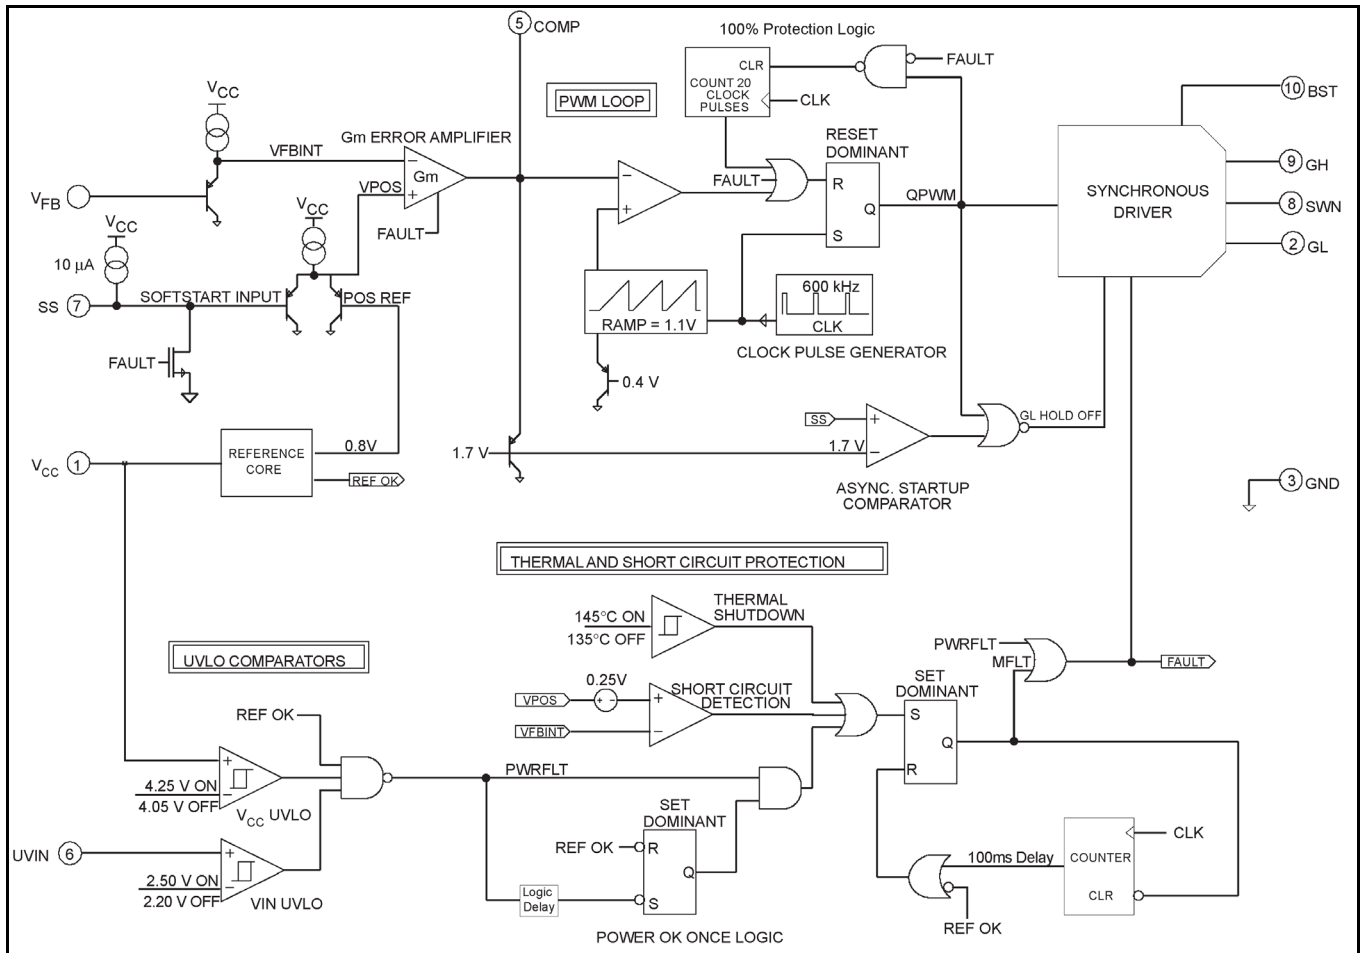 5 COMP
100% Protection Logic
CLR
COUNT 20
CLOCK
PULSES
CLK
FAULT
PWM LOOP
10 BST
VCC
Gm ERROR AMPLIFIER
VFBINT
−
Gm
+
VPOS
FAULT
VFB
VCC
VCC
10 µA
SS 7
SOFTSTART INPUT
POS REF
FAULT
−
+
FAULT
RESET
DOMINANT
R
Q
S
QPWM
SYNCHRONOUS
DRIVER
9 GH
8 SWN
2 GL
RAMP = 1.1V
600 kHz
CLK
CLOCK PULSE GENERATOR
0.4 V
SS
+
GL HOLD OFF
1.7 V
1.7 V
−
ASYNC. STARTUP
COMPARATOR
VCC 1
REFERENCE
CORE
0.8V
REF OK
3 GND
THERMAL AND SHORT CIRCUIT PROTECTION
145°C ON
135°C OFF
THERMAL
SHUTDOWN
UVLO COMPARATORS
0.25V
VPOS
+ −
+
SHORT CIRCUIT
DETECTION
VFBINT
−
SET
DOMINANT
S
Q
R
PWRFLT
MFLT
FAULT
REF OK
+
4.25 V ON
−
4.05 V OFF
VCC UVLO
PWRFLT
SET
DOMINANT
REF OK
R
Q
S
Logic
Delay
POWER OK ONCE LOGIC
UVIN 6
+
2.50 V ON
−
2.20 V OFF
VIN UVLO
100ms Delay
COUNTER
CLK
CLR
REF OK